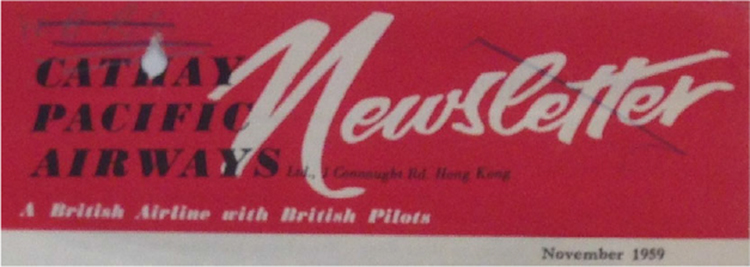 CATHAY
PACIFIC
AIRWAYS Ltd., 1 Connaught Rd. Hong Kong
Newsletter
A British Airline with British Pilots
November 1959